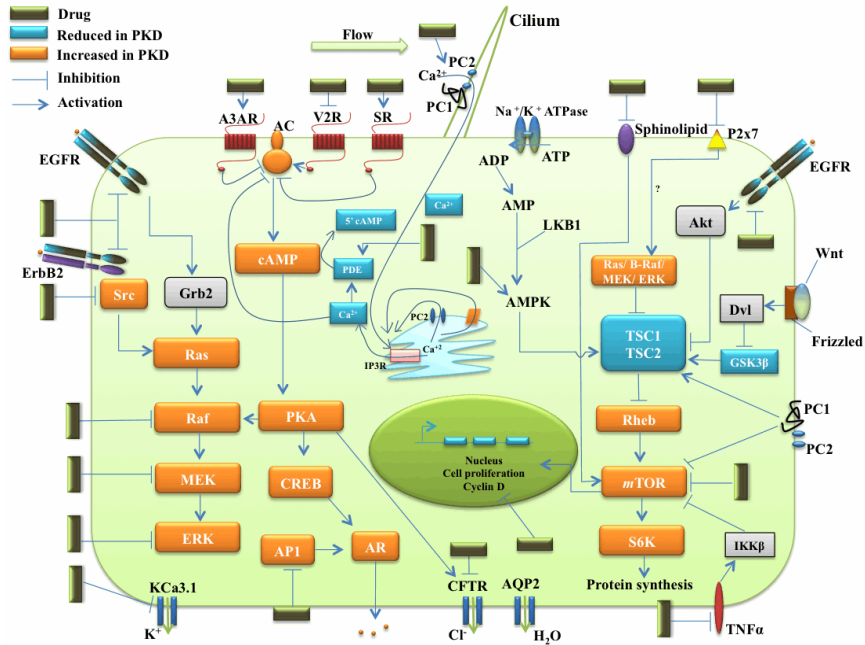 Drug
Reduced in PKD
Increased in PKD
Inhibition
Activation
Flow
Cilium
PC2
Ca²⁺
PC1
A3AR
AC
V2R
SR
Na⁺/K⁺ ATPase
Sphinolipid
P2x7
EGFR
EGFR
ADP
ATP
?
AMP
LKB1
Akt
5' cAMP
Ca²⁺
cAMP
PDE
Ras/ B-Raf/
MEK/ ERK
Wnt
ErbB2
Src
Grb2
Ca²⁺
PC2
AMPK
TSC1
TSC2
Dvl
Frizzled
GSK3β
Ras
IP3R
Ca⁺²
Raf
PKA
Rheb
PC1
PC2
Nucleus
Cell proliferation
Cyclin D
MEK
CREB
mTOR
ERK
AP1
AR
S6K
IKKβ
KCa3.1
CFTR
AQP2
Protein synthesis
K⁺
Cl⁻
H₂O
TNFα